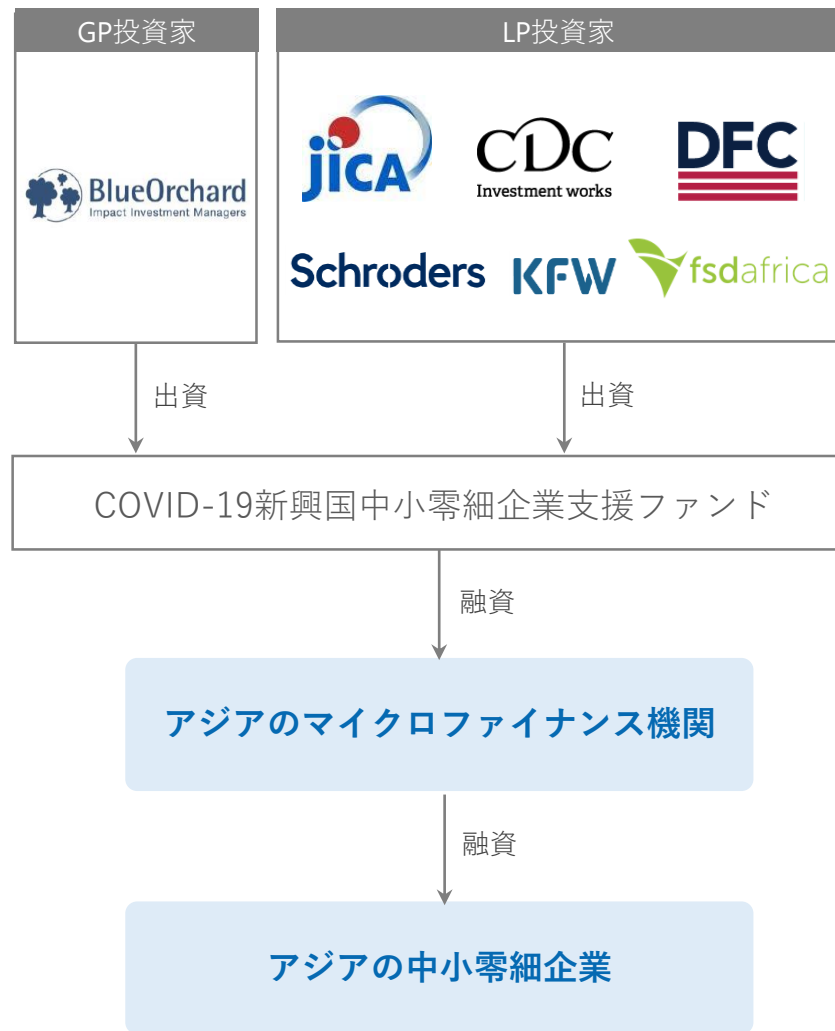 GP投資家
LP投資家
BlueOrchard
Impact Investment Managers
jICA
CDC
Investment works
DFC
Schroders
KFW
fsdafrica
出資
出資
COVID-19新興国中小零細企業支援ファンド
融資
アジアのマイクロファイナンス機関
融資
アジアの中小零細企業